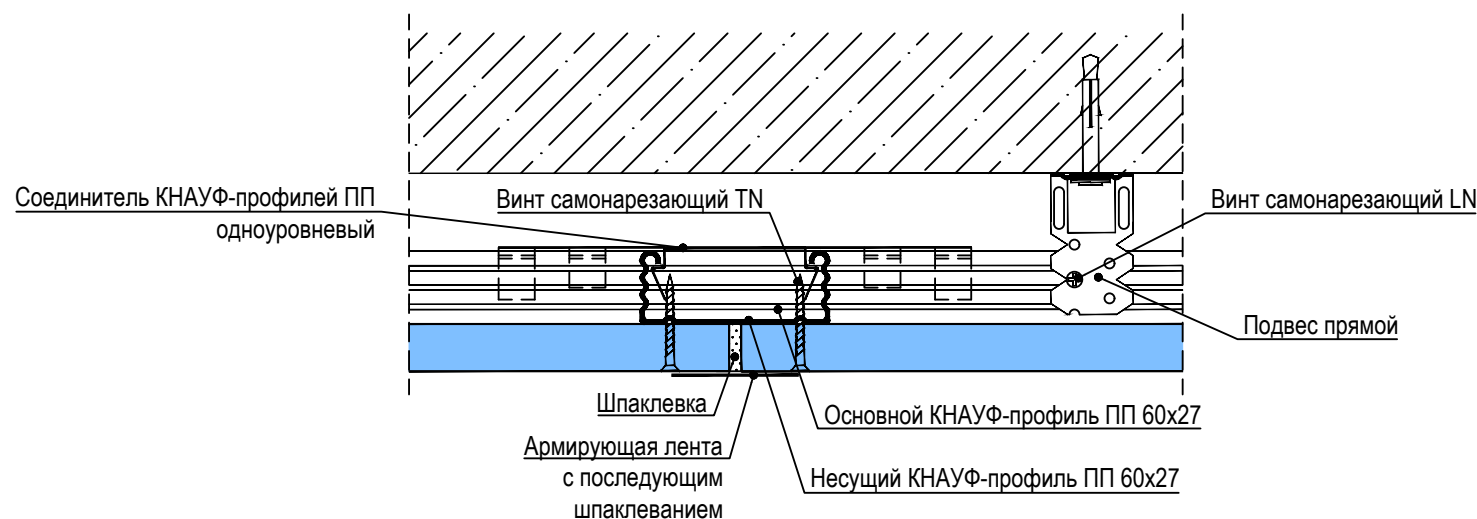 Соединитель КНАУФ-профилей ПП
одноуровневый
Винт самонарезающий TN
Винт самонарезающий LN
Подвес прямой
Шпаклевка
Основной КНАУФ-профиль ПП 60х27
Армирующая лента
с последующим
шпаклеванием
Несущий КНАУФ-профиль ПП 60х27